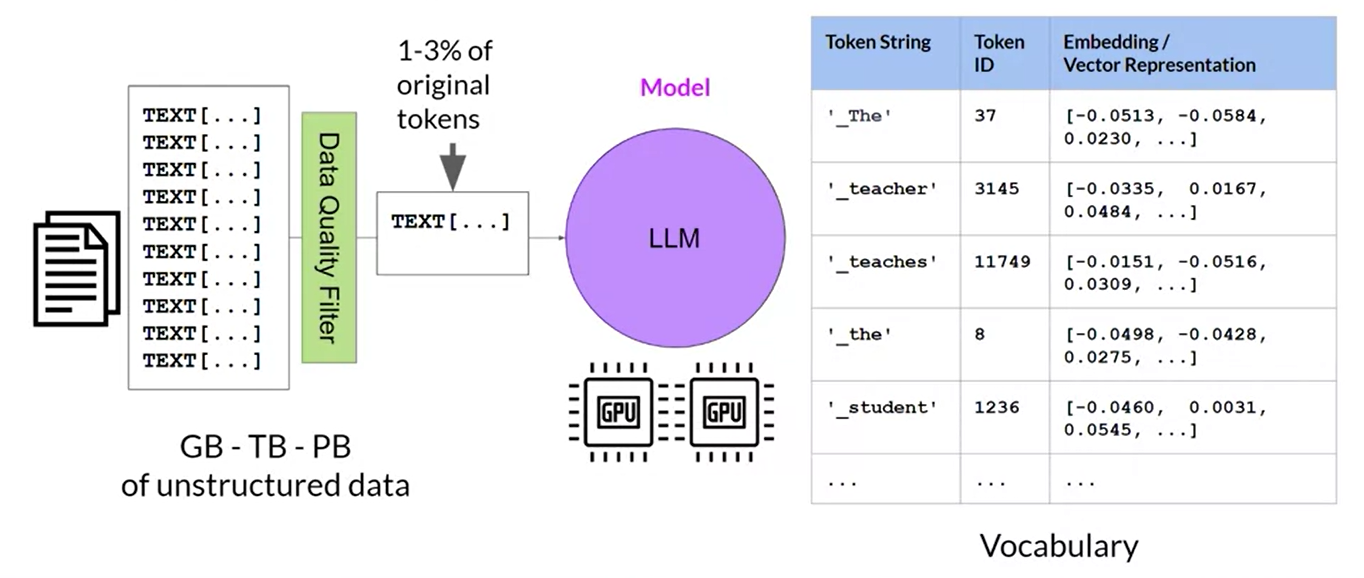 TEXT[...]
TEXT[...]
TEXT[...]
TEXT[...]
TEXT[...]
TEXT[...]
TEXT[...]
TEXT[...]
TEXT[...]
TEXT[...]
GB - TB - PB
of unstructured data
Data Quality Filter
1-3% of
original
tokens
TEXT[...]
Model
LLM
GPU
GPU
Token String
Token
ID
Embedding /
Vector Representation
'_The'
37
[-0.0513, -0.0584,
0.0230, ...]
'_teacher'
3145
[-0.0335, 0.0167,
0.0484, ...]
'_teaches'
11749
[-0.0151, -0.0516,
0.0309, ...]
'_the'
8
[-0.0498, -0.0428,
0.0275, ...]
'_student'
1236
[-0.0460, 0.0031,
0.0545, ...]
...
...
...
Vocabulary